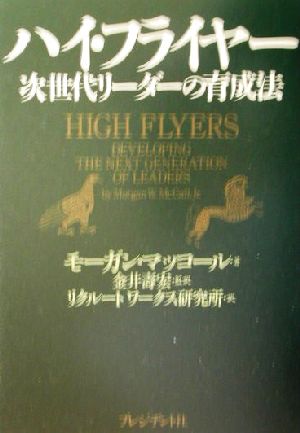 ハイ・フライヤー
次世代リーダーの育成法
HIGH FLYERS
DEVELOPING
THE NEXT GENERATION
OF LEADERS
by Morgan W. McCall, Jr.
モーガン・マッコール:著
金井壽宏:監訳
リクルートワークス研究所:訳
プレジデント社